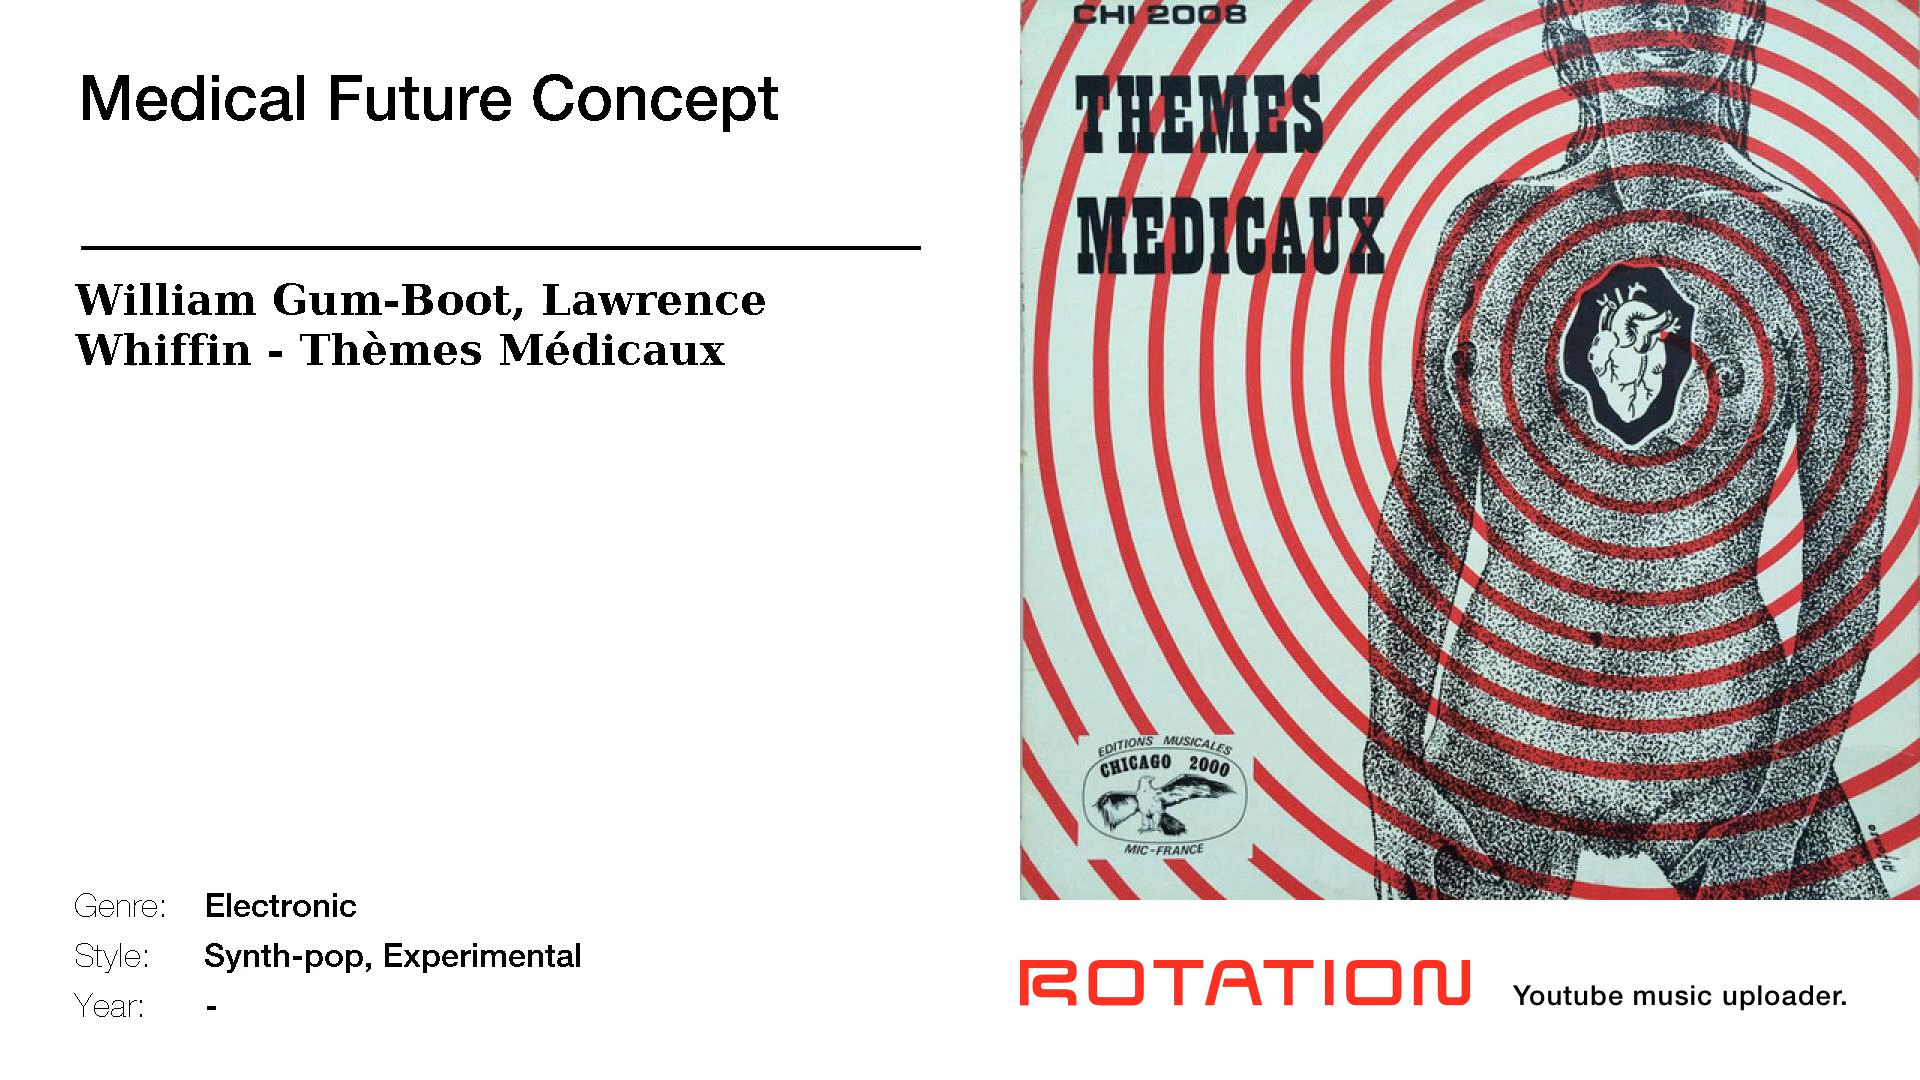 Medical Future Concept
William Gum-Boot, Lawrence
Whiffin - Thèmes Médicaux
Genre: Electronic
Style: Synth-pop, Experimental
Year: -
CHI 2008
THEMES
MEDICAUX
EDITIONS MUSICALES
CHICAGO 2000
MIC-FRANCE
ROTATION
Youtube music uploader.